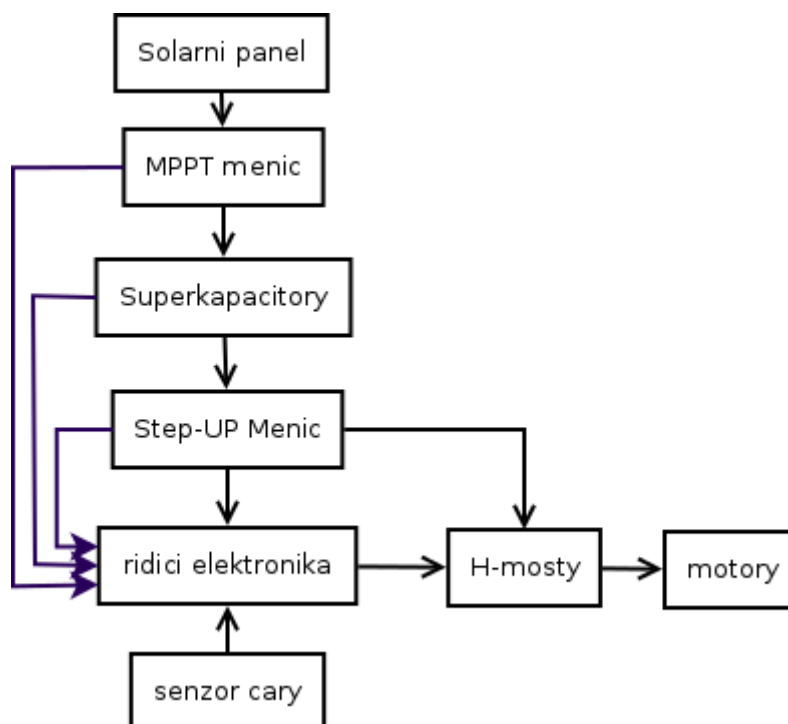 Solarni panel
MPPT menic
Superkapacitory
Step-UP Menic
ridici elektronika
H-mosty
motory
senzor cary